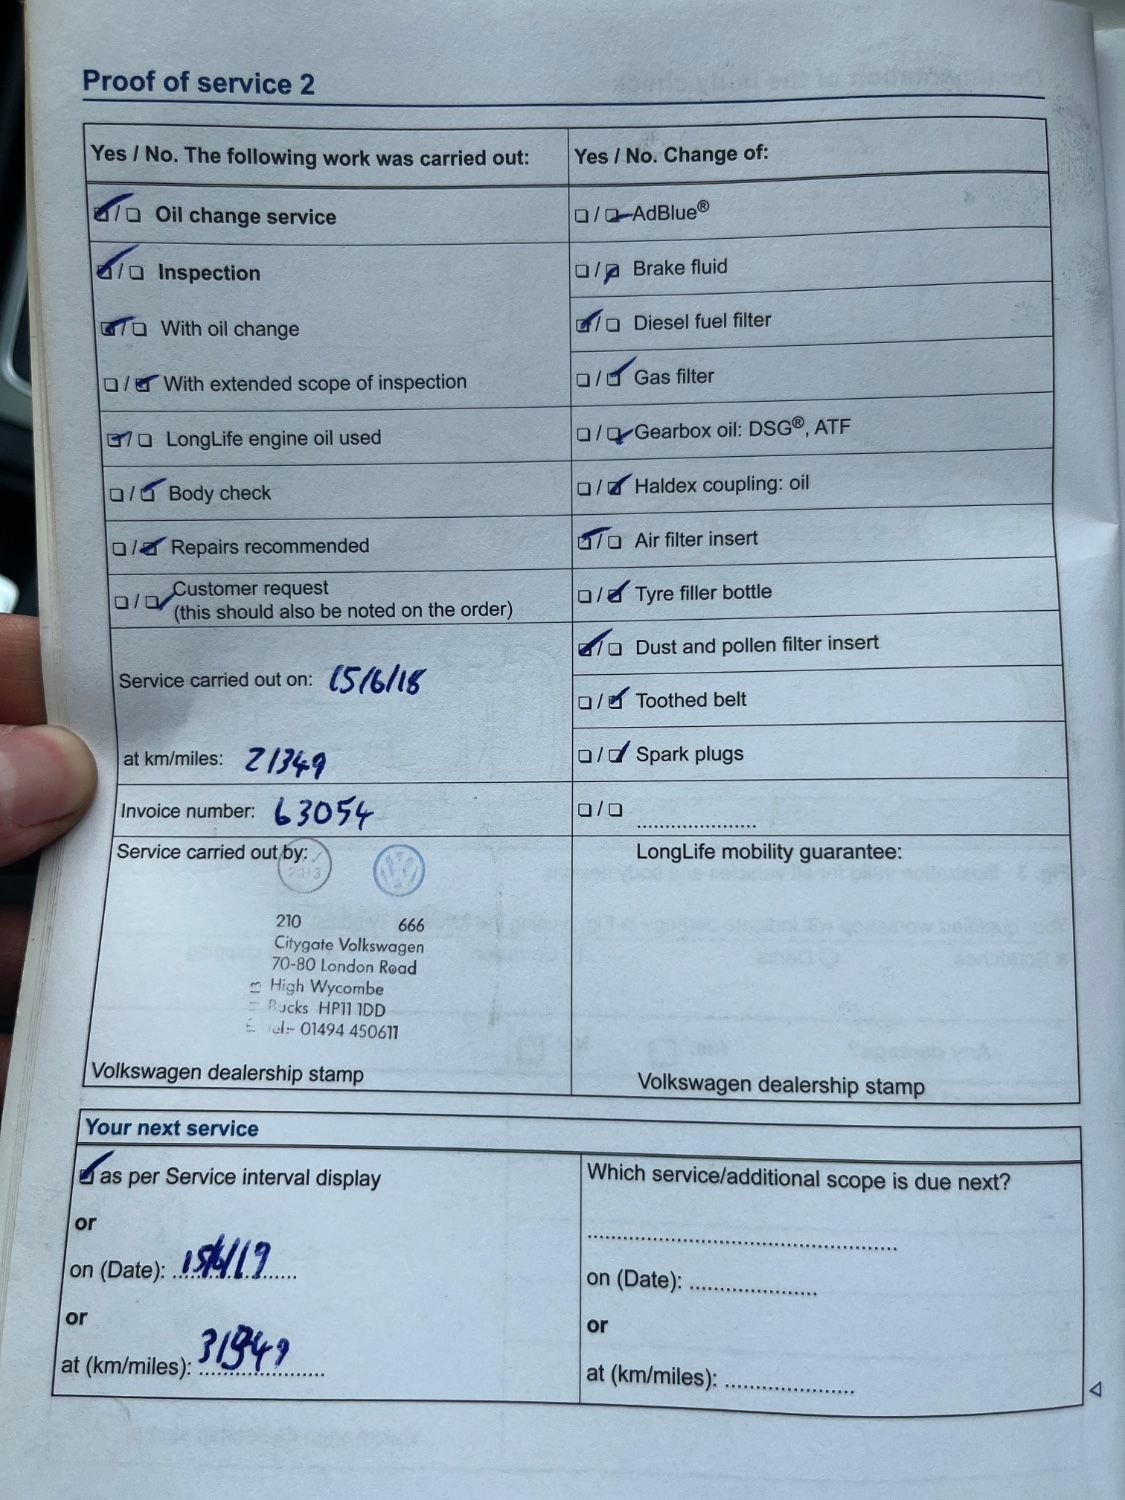 Proof of service 2
Yes / No. The following work was carried out:
Oil change service
Inspection
With oil change
With extended scope of inspection
LongLife engine oil used
Body check
Repairs recommended
Customer request
(this should also be noted on the order)
Service carried out on: 15/6/18
at km/miles: 21349
Invoice number: 63054
Service carried out by:
2013
210 666
Citygate Volkswagen
70-80 London Road
High Wycombe
Bucks HP11 1DD
Tel:- 01494 450611
Volkswagen dealership stamp
Yes / No. Change of:
AdBlue®
Brake fluid
Diesel fuel filter
Gas filter
Gearbox oil: DSG®, ATF
Haldex coupling: oil
Air filter insert
Tyre filler bottle
Dust and pollen filter insert
Toothed belt
Spark plugs
LongLife mobility guarantee:
Volkswagen dealership stamp
Your next service
as per Service interval display
or
on (Date): 15/6/19
or
at (km/miles): 31349
Which service/additional scope is due next?
on (Date):
or
at (km/miles):